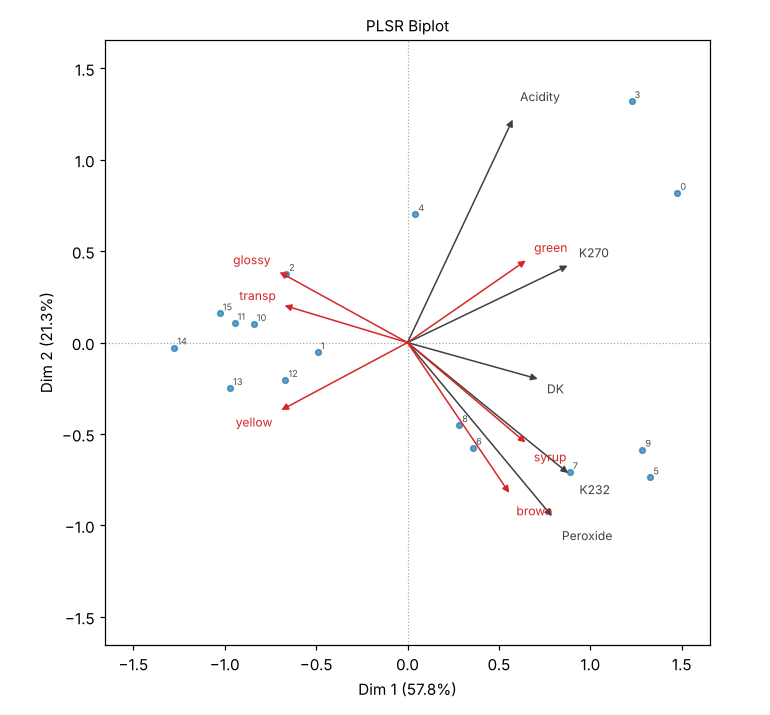 PLSR Biplot
1.5
Acidity
3
1.0
0
4
0.5
green
K270
glossy
2
transp
15
11
10
0.0
14
1
DK
13
12
yellow
8
−0.5
6
9
syrup
7
5
K232
brown
−1.0
Peroxide
−1.5
−1.5
−1.0
−0.5
0.0
0.5
1.0
1.5
Dim 1 (57.8%)
Dim 2 (21.3%)